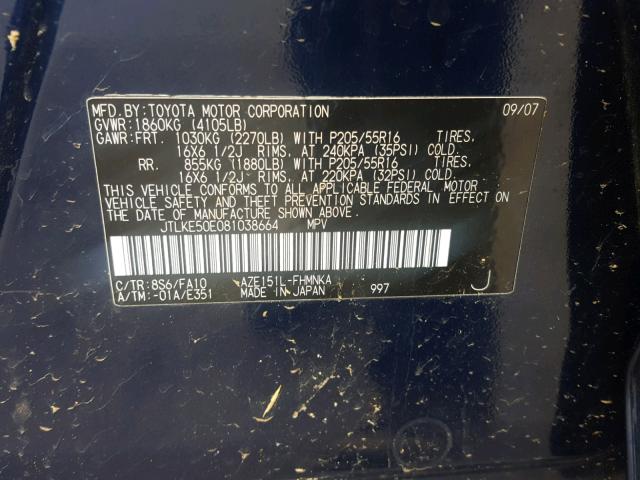 MFD.BY:TOYOTA MOTOR CORPORATION 09/07
GVWR:1860KG (4105LB)
GAWR:FRT. 1030KG (2270LB) WITH P205/55R16 TIRES.
16X6 1/2J RIMS. AT 240KPA (35PSI) COLD.
RR. 855KG (1880LB) WITH P205/55R16 TIRES.
16X6 1/2J RIMS. AT 220KPA (32PSI) COLD.
THIS VEHICLE CONFORMS TO ALL APPLICABLE FEDERAL MOTOR
VEHICLE SAFETY AND THEFT PREVENTION STANDARDS IN EFFECT ON
THE DATE OF MANUFACTURE SHOWN ABOVE.
JTLKE50E081038664 MPV
C/TR:8S6/FA10 AZE151L-FHMNKA
A/TM:-01A/E351 MADE IN JAPAN 997 J